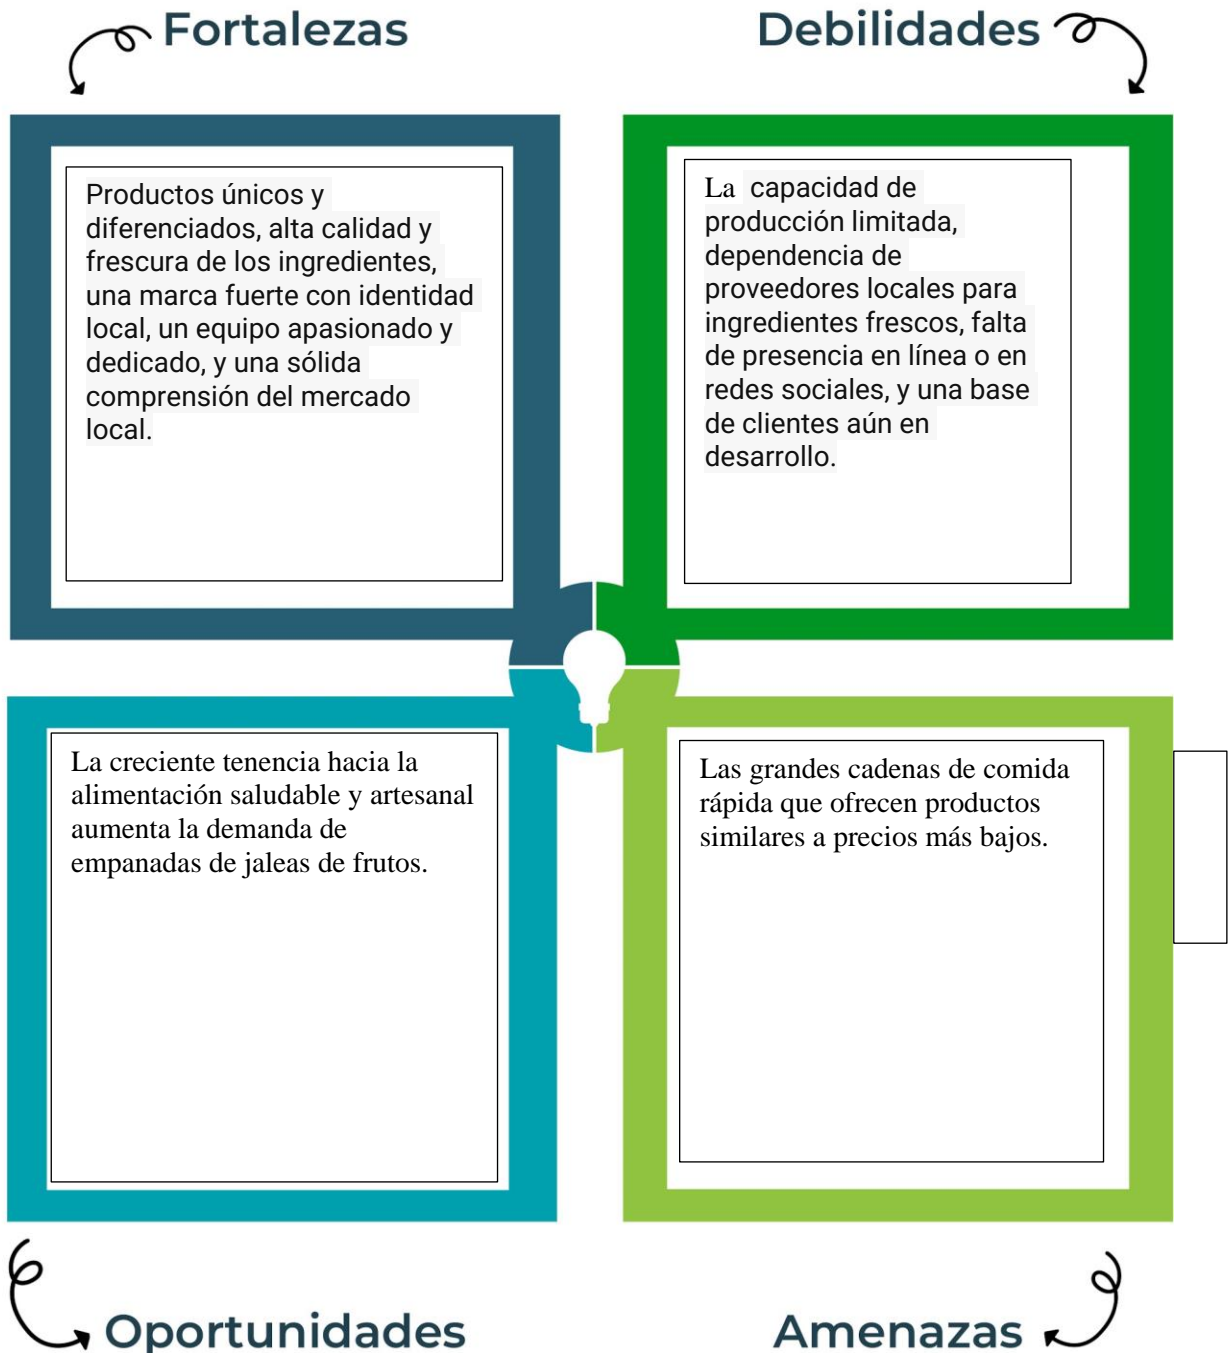 Fortalezas
Productos únicos y
diferenciados, alta calidad y
frescura de los ingredientes,
una marca fuerte con identidad
local, un equipo apasionado y
dedicado, y una sólida
comprensión del mercado
local.
Debilidades
La capacidad de
producción limitada,
dependencia de
proveedores locales para
ingredientes frescos, falta
de presencia en línea o en
redes sociales, y una base
de clientes aún en
desarrollo.
La creciente tenencia hacia la
alimentación saludable y artesanal
aumenta la demanda de
empanadas de jaleas de frutos.
Oportunidades
Las grandes cadenas de comida
rápida que ofrecen productos
similares a precios más bajos.
Amenazas